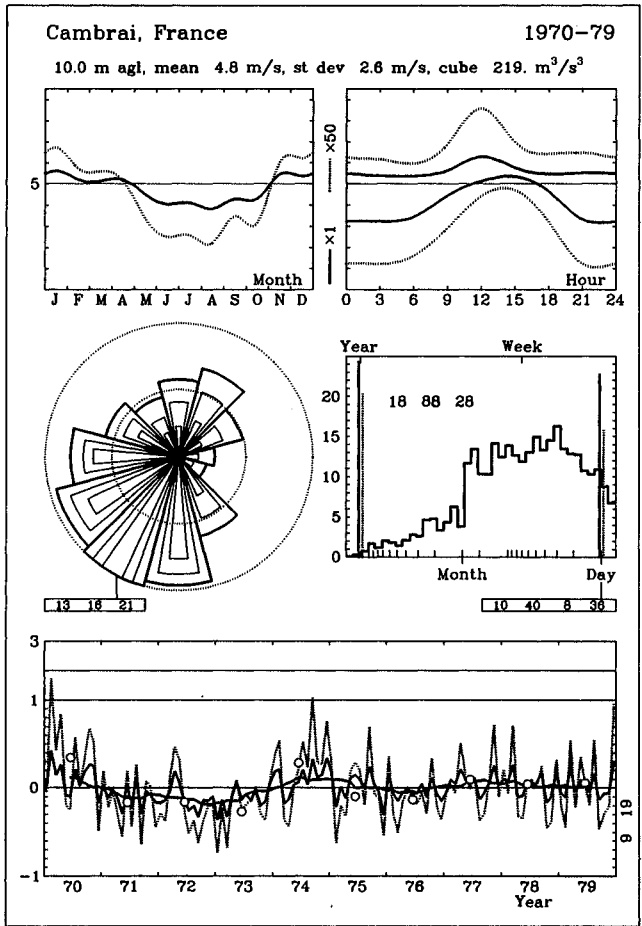 Cambrai, France 1970-79
10.0 m agl, mean 4.8 m/s, st dev 2.6 m/s, cube 219. m³/s³
5
Month
J F M A M J J A S O N D
×1 ×50
Hour
0 3 6 9 12 15 18 21 24
13 16 21
Year Week
20
15
10
5
0
18 88 28
Month Day
10 40 8 36
3
1
0
-1
70 71 72 73 74 75 76 77 78 79
Year
9 19